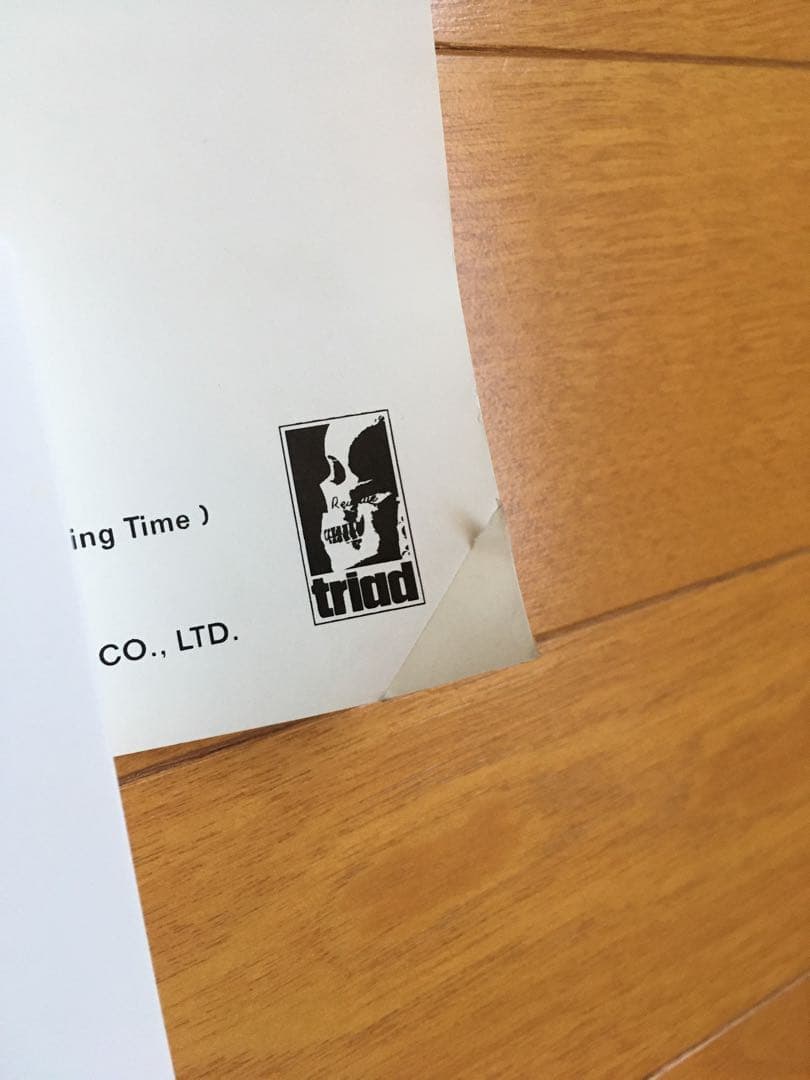 ing Time )
CO., LTD.
triad